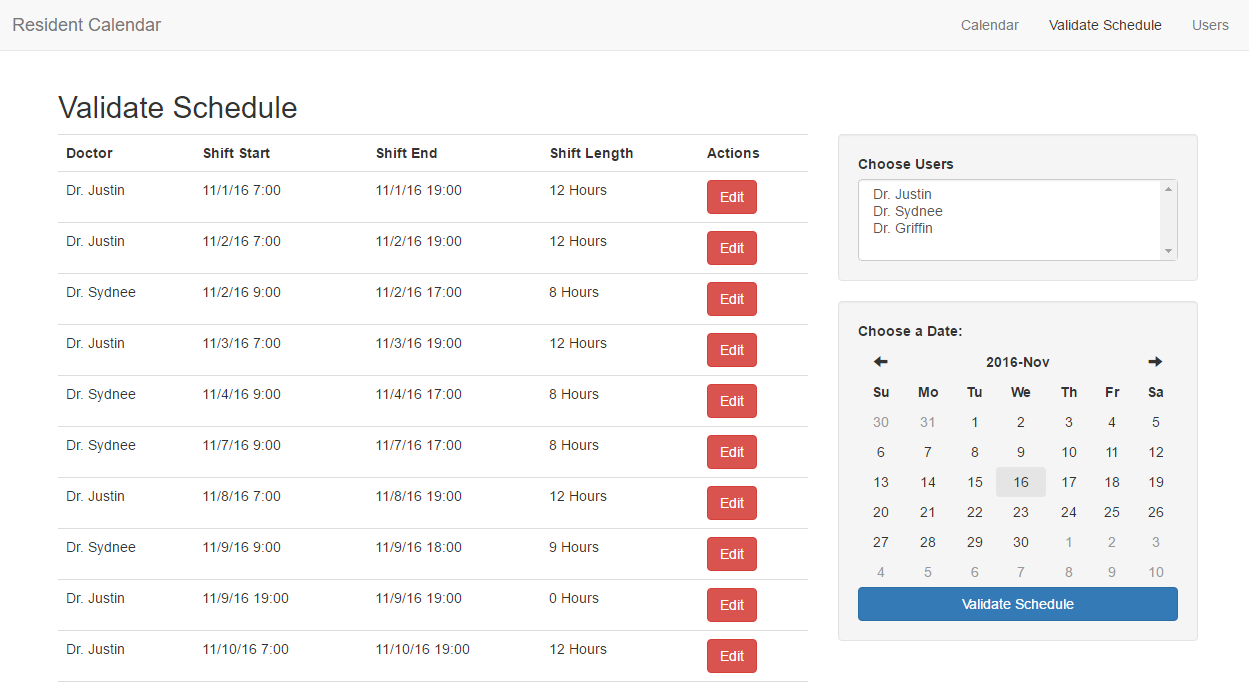 Resident Calendar Calendar Validate Schedule Users
Validate Schedule
Doctor Shift Start Shift End Shift Length Actions
Dr. Justin 11/1/16 7:00 11/1/16 19:00 12 Hours Edit
Dr. Justin 11/2/16 7:00 11/2/16 19:00 12 Hours Edit
Dr. Sydnee 11/2/16 9:00 11/2/16 17:00 8 Hours Edit
Dr. Justin 11/3/16 7:00 11/3/16 19:00 12 Hours Edit
Dr. Sydnee 11/4/16 9:00 11/4/16 17:00 8 Hours Edit
Dr. Sydnee 11/7/16 9:00 11/7/16 17:00 8 Hours Edit
Dr. Justin 11/8/16 7:00 11/8/16 19:00 12 Hours Edit
Dr. Sydnee 11/9/16 9:00 11/9/16 18:00 9 Hours Edit
Dr. Justin 11/9/16 19:00 11/9/16 19:00 0 Hours Edit
Dr. Justin 11/10/16 7:00 11/10/16 19:00 12 Hours Edit
Choose Users
Dr. Justin
Dr. Sydnee
Dr. Griffin
Choose a Date:
2016-Nov
Su Mo Tu We Th Fr Sa
30 31 1 2 3 4 5
6 7 8 9 10 11 12
13 14 15 16 17 18 19
20 21 22 23 24 25 26
27 28 29 30 1 2 3
4 5 6 7 8 9 10
Validate Schedule